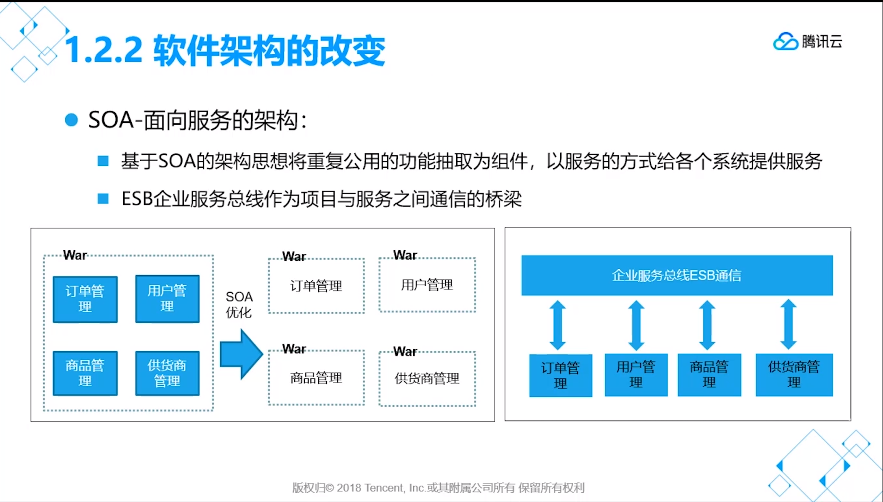 1.2.2 软件架构的改变
腾讯云
SOA-面向服务的架构：
基于SOA的架构思想将重复公用的功能抽取为组件，以服务的方式给各个系统提供服务
ESB企业服务总线作为项目与服务之间通信的桥梁
War
订单管
理
用户管
理
商品管
理
供货商
管理
SOA
优化
War
订单管理
War
用户管理
War
商品管理
War
供货商管理
企业服务总线ESB通信
订单管
理
用户管
理
商品管
理
供货商管
理
版权归© 2018 Tencent, Inc.或其附属公司所有 保留所有权利